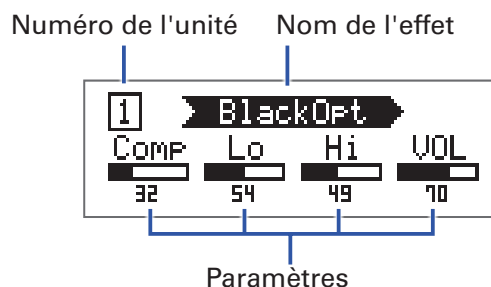 Numéro de l'unité Nom de l'effet
1 BlackOpt
Comp Lo Hi VOL
32 54 49 70
Paramètres